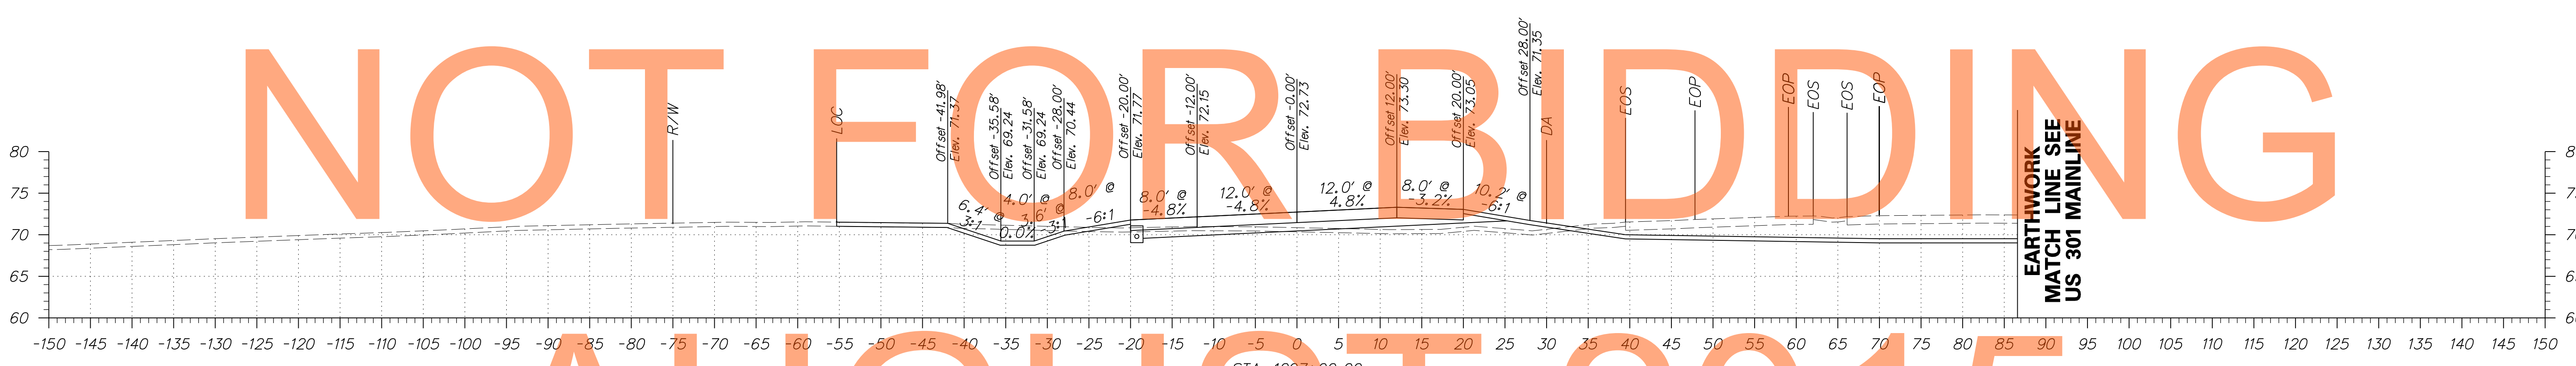 NOT FOR BIDDING
R/W
LOC
Offset -41.98'
Elev. 71.37
Offset -35.58'
Elev. 69.24
Offset -31.58'
Elev. 69.24
Offset -28.00'
Elev. 70.44
Offset -20.00'
Elev. 71.77
Offset -12.00'
Elev. 72.15
Offset -0.00'
Elev. 72.73
Offset 12.00'
Elev. 73.30
Offset 20.00'
Elev. 73.05
Offset 28.00'
Elev. 71.35
DA
EOS
EOP
EOP
EOS
EOS
EOP
6.4' @
3:1
4.0' @
0.0%
3.6' @
-3:1
8.0' @
-6:1
8.0' @
-4.8%
12.0' @
-4.8%
12.0' @
4.8%
8.0' @
-3.2%
10.2' @
-6:1
EARTHWORK
MATCH LINE SEE
US 301 MAINLINE
80
75
70
65
60
-150 -145 -140 -135 -130 -125 -120 -115 -110 -105 -100 -95 -90 -85 -80 -75 -70 -65 -60 -55 -50 -45 -40 -35 -30 -25 -20 -15 -10 -5 0 5 10 15 20 25 30 35 40 45 50 55 60 65 70 75 80 85 90 95 100 105 110 115 120 125 130 135 140 145 150